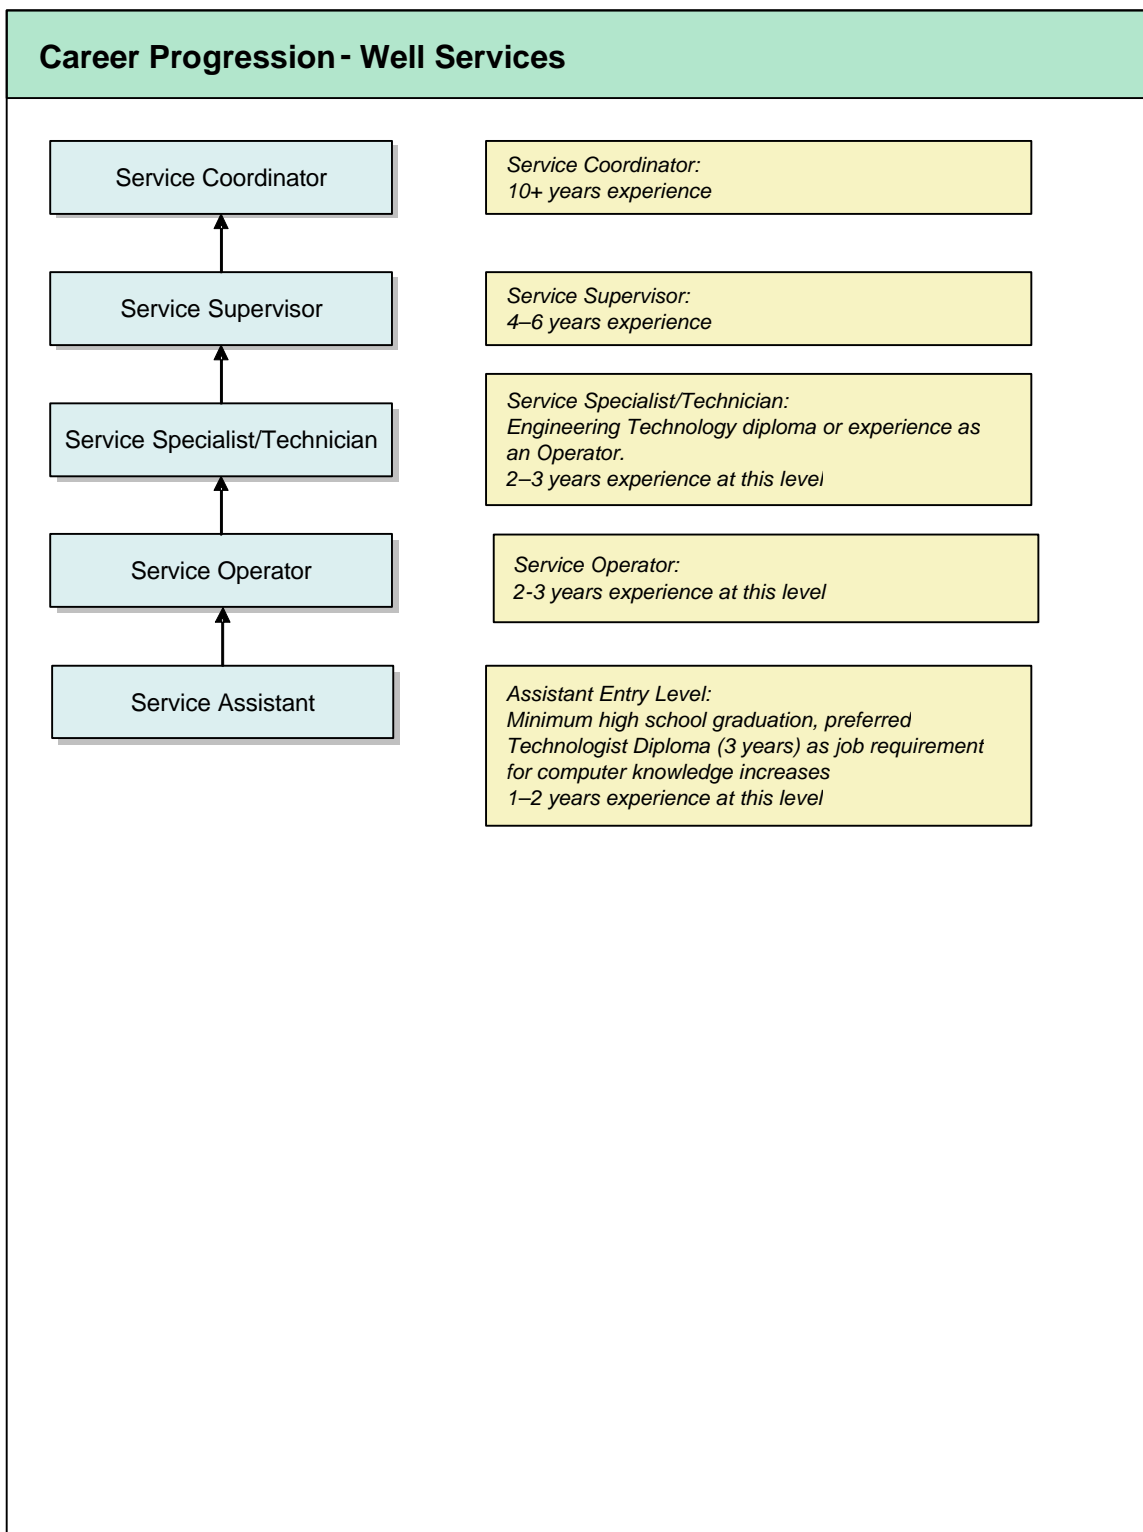 Career Progression - Well Services
Service Coordinator
Service Coordinator:
10+ years experience
Service Supervisor
Service Supervisor:
4–6 years experience
Service Specialist/Technician
Service Specialist/Technician:
Engineering Technology diploma or experience as
an Operator.
2–3 years experience at this level
Service Operator
Service Operator:
2-3 years experience at this level
Service Assistant
Assistant Entry Level:
Minimum high school graduation, preferred
Technologist Diploma (3 years) as job requirement
for computer knowledge increases
1–2 years experience at this level